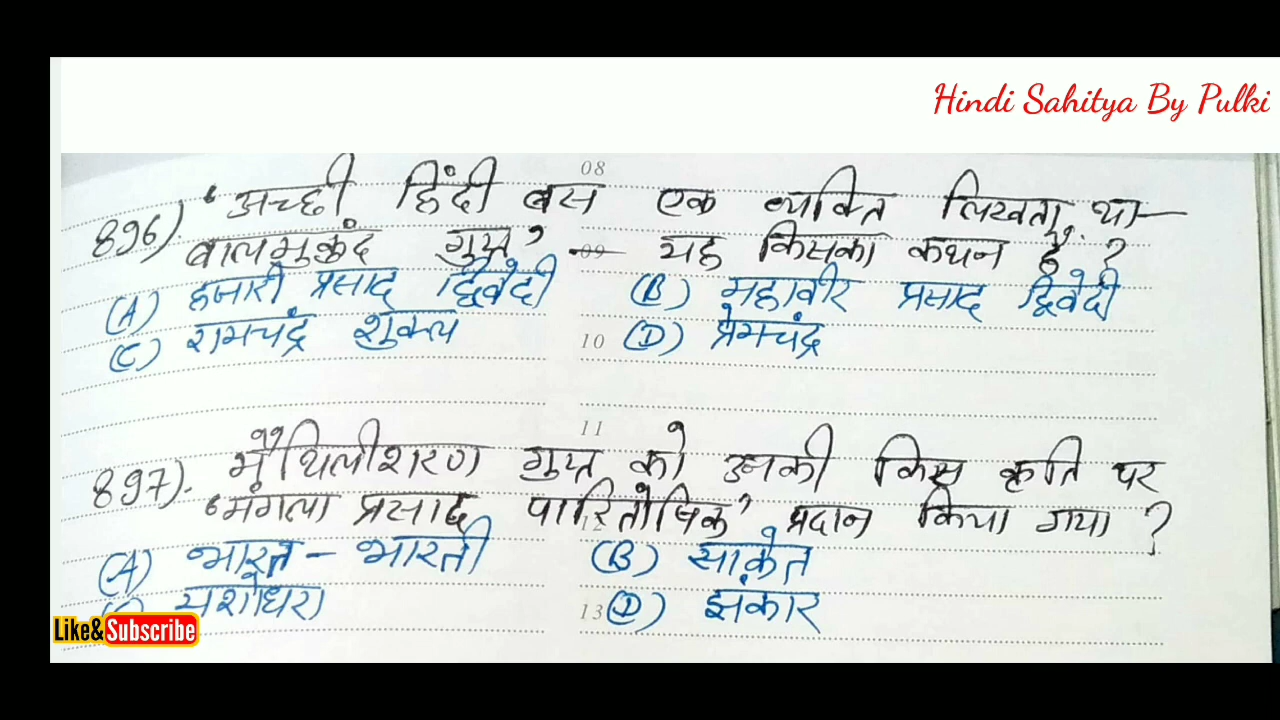 Hindi Sahitya By Pulki
08
896) 'अच्छी हिंदी बस एक व्यक्ति लिखता था—
बालमुकुंद गुप्त' — यह किसका कथन है ?
09
(A) हजारी प्रसाद द्विवेदी (B) महावीर प्रसाद द्विवेदी
(C) रामचंद्र शुक्ल (D) प्रेमचंद्र
10
11
897). मैथिलीशरण गुप्त को उनकी किस कृति पर
'मंगला प्रसाद पारितोषिक' प्रदान किया गया ?
12
(A) भारत - भारती (B) साकेत
(C) यशोधरा (D) झंकार
13
Like& Subscribe